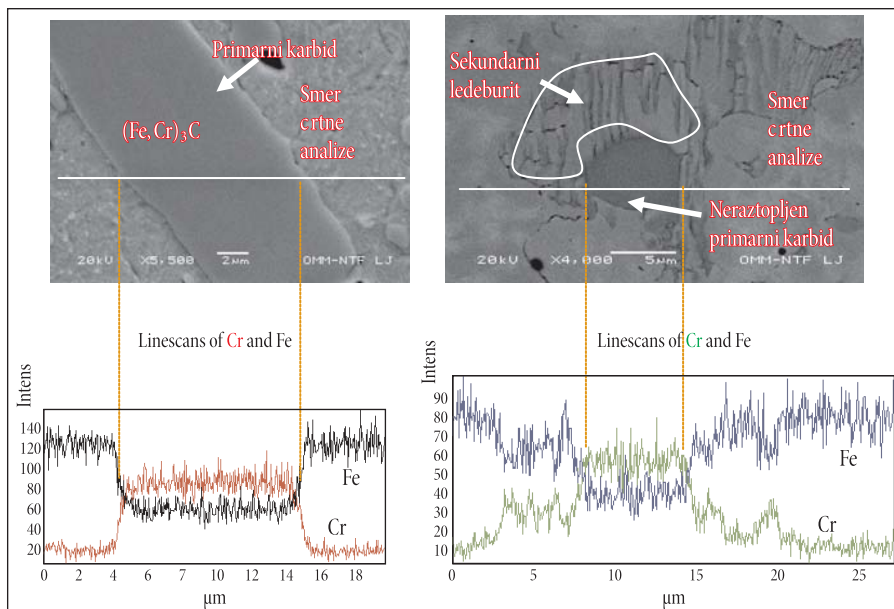 Primarni karbid
Smer
crtne
analize
(Fe, Cr)₃C
20kV X5,500 2µm OMM-NTF LJ
Sekundarni
ledeburit
Smer
crtne
analize
Neraztopljen
primarni karbid
20kV X4,000 5µm OMM-NTF LJ
Linescans of Cr and Fe
Intens
140
120
100
80
60
40
20
Fe
Cr
0 2 4 6 8 10 12 14 16 18
µm
Linescans of Cr and Fe
Intens
90
80
70
60
50
40
30
20
10
Fe
Cr
0 5 10 15 20 25
µm